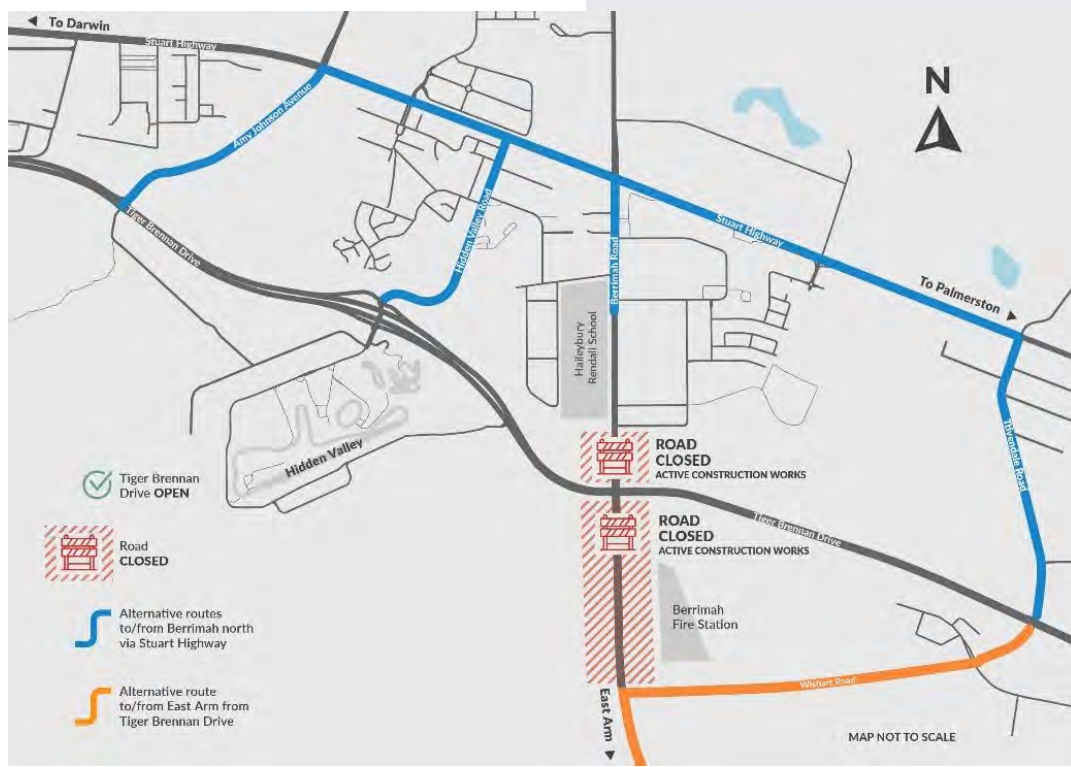 To Darwin
Stuart Highway
Amy Johnson Avenue
N
Tiger Brennan Drive
Hidden Valley Road
Berrimah Road
Stuart Highway
To Palmerston
Haileybury
Rendall School
Tivendale Road
Hidden Valley
ROAD
CLOSED
ACTIVE CONSTRUCTION WORKS
Tiger Brennan
Drive OPEN
ROAD
CLOSED
ACTIVE CONSTRUCTION WORKS
Tiger Brennan Drive
Road
CLOSED
Berrimah
Fire Station
Alternative routes
to/from Berrimah north
via Stuart Highway
Wishart Road
East Arm
Alternative route
to/from East Arm from
Tiger Brennan Drive
MAP NOT TO SCALE